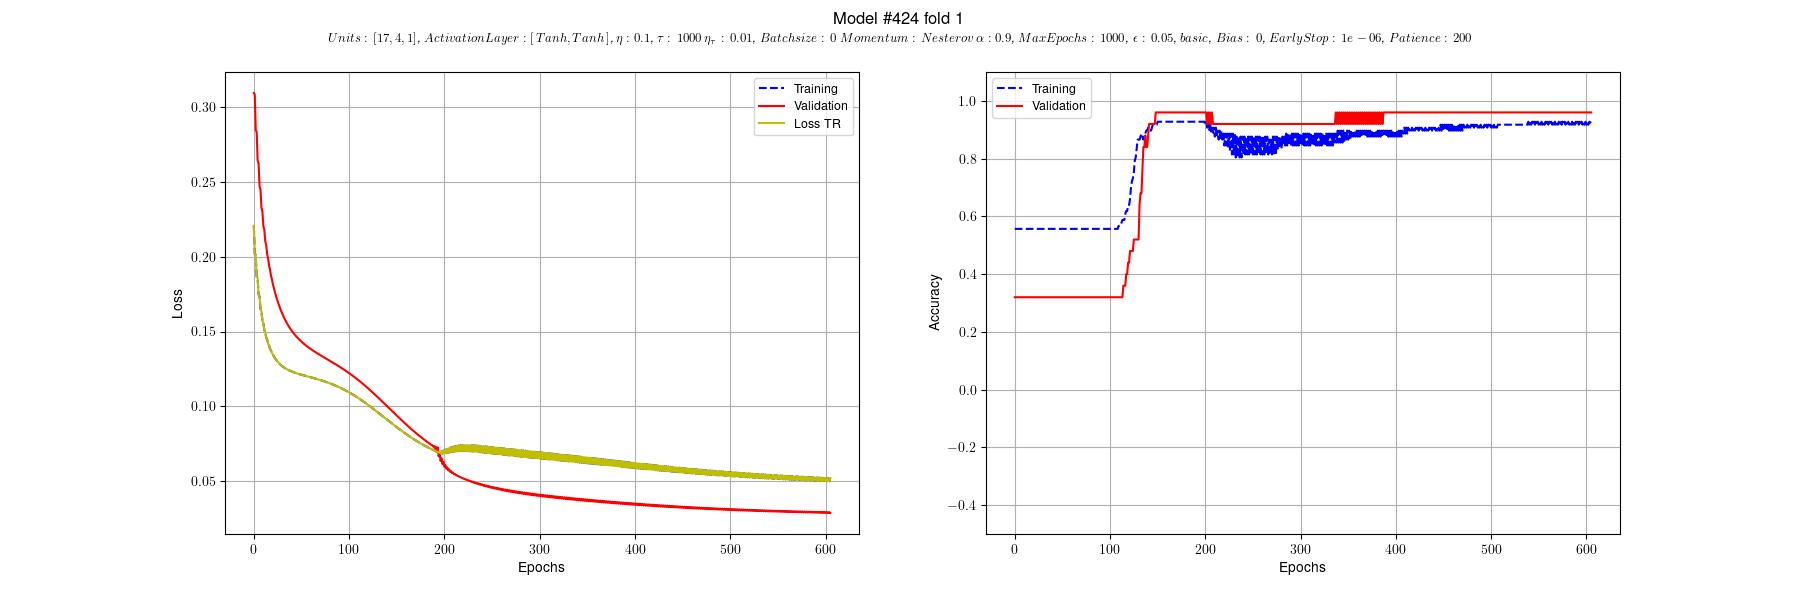 Model #424 fold 1
Units : [17, 4, 1], ActivationLayer : [Tanh, Tanh], η : 0.1, τ : 1000 η_τ : 0.01, Batchsize : 0 Momentum : Nesterov α : 0.9, MaxEpochs : 1000, ϵ : 0.05, basic, Bias : 0, EarlyStop : 1e − 06, Patience : 200
Training
Validation
Loss TR
0.30
0.25
0.20
0.15
0.10
0.05
Loss
0 100 200 300 400 500 600
Epochs
Training
Validation
1.0
0.8
0.6
0.4
0.2
0.0
−0.2
−0.4
Accuracy
0 100 200 300 400 500 600
Epochs